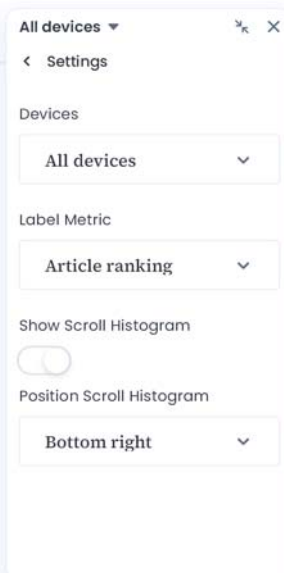 All devices
Settings
Devices
All devices
Label Metric
Article ranking
Show Scroll Histogram
Position Scroll Histogram
Bottom right